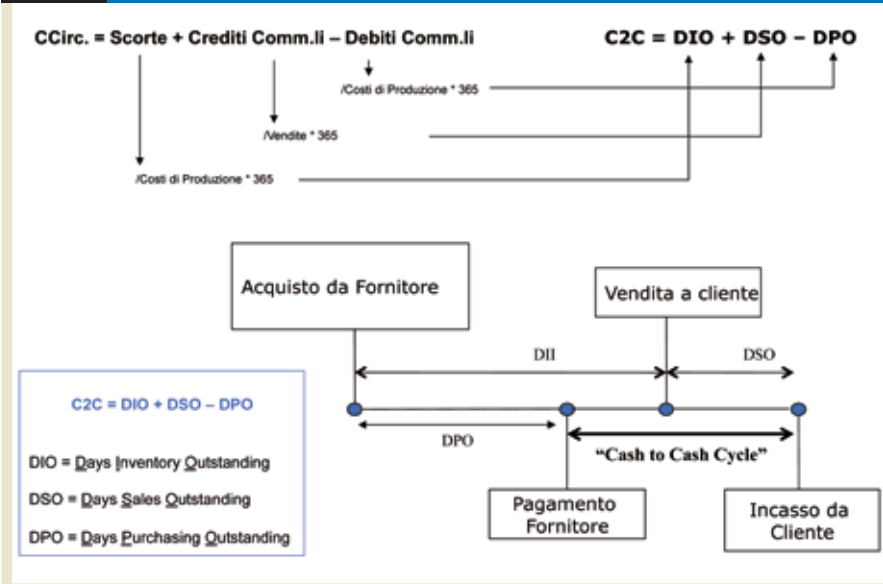 CCirc. = Scorte + Crediti Comm.li – Debiti Comm.li
C2C = DIO + DSO – DPO
/Costi di Produzione * 365
/Vendite * 365
/Costi di Produzione * 365
Acquisto da Fornitore
Vendita a cliente
DII
DSO
C2C = DIO + DSO – DPO
DIO = Days Inventory Outstanding
DSO = Days Sales Outstanding
DPO = Days Purchasing Outstanding
DPO
“Cash to Cash Cycle”
Pagamento
Fornitore
Incasso da
Cliente